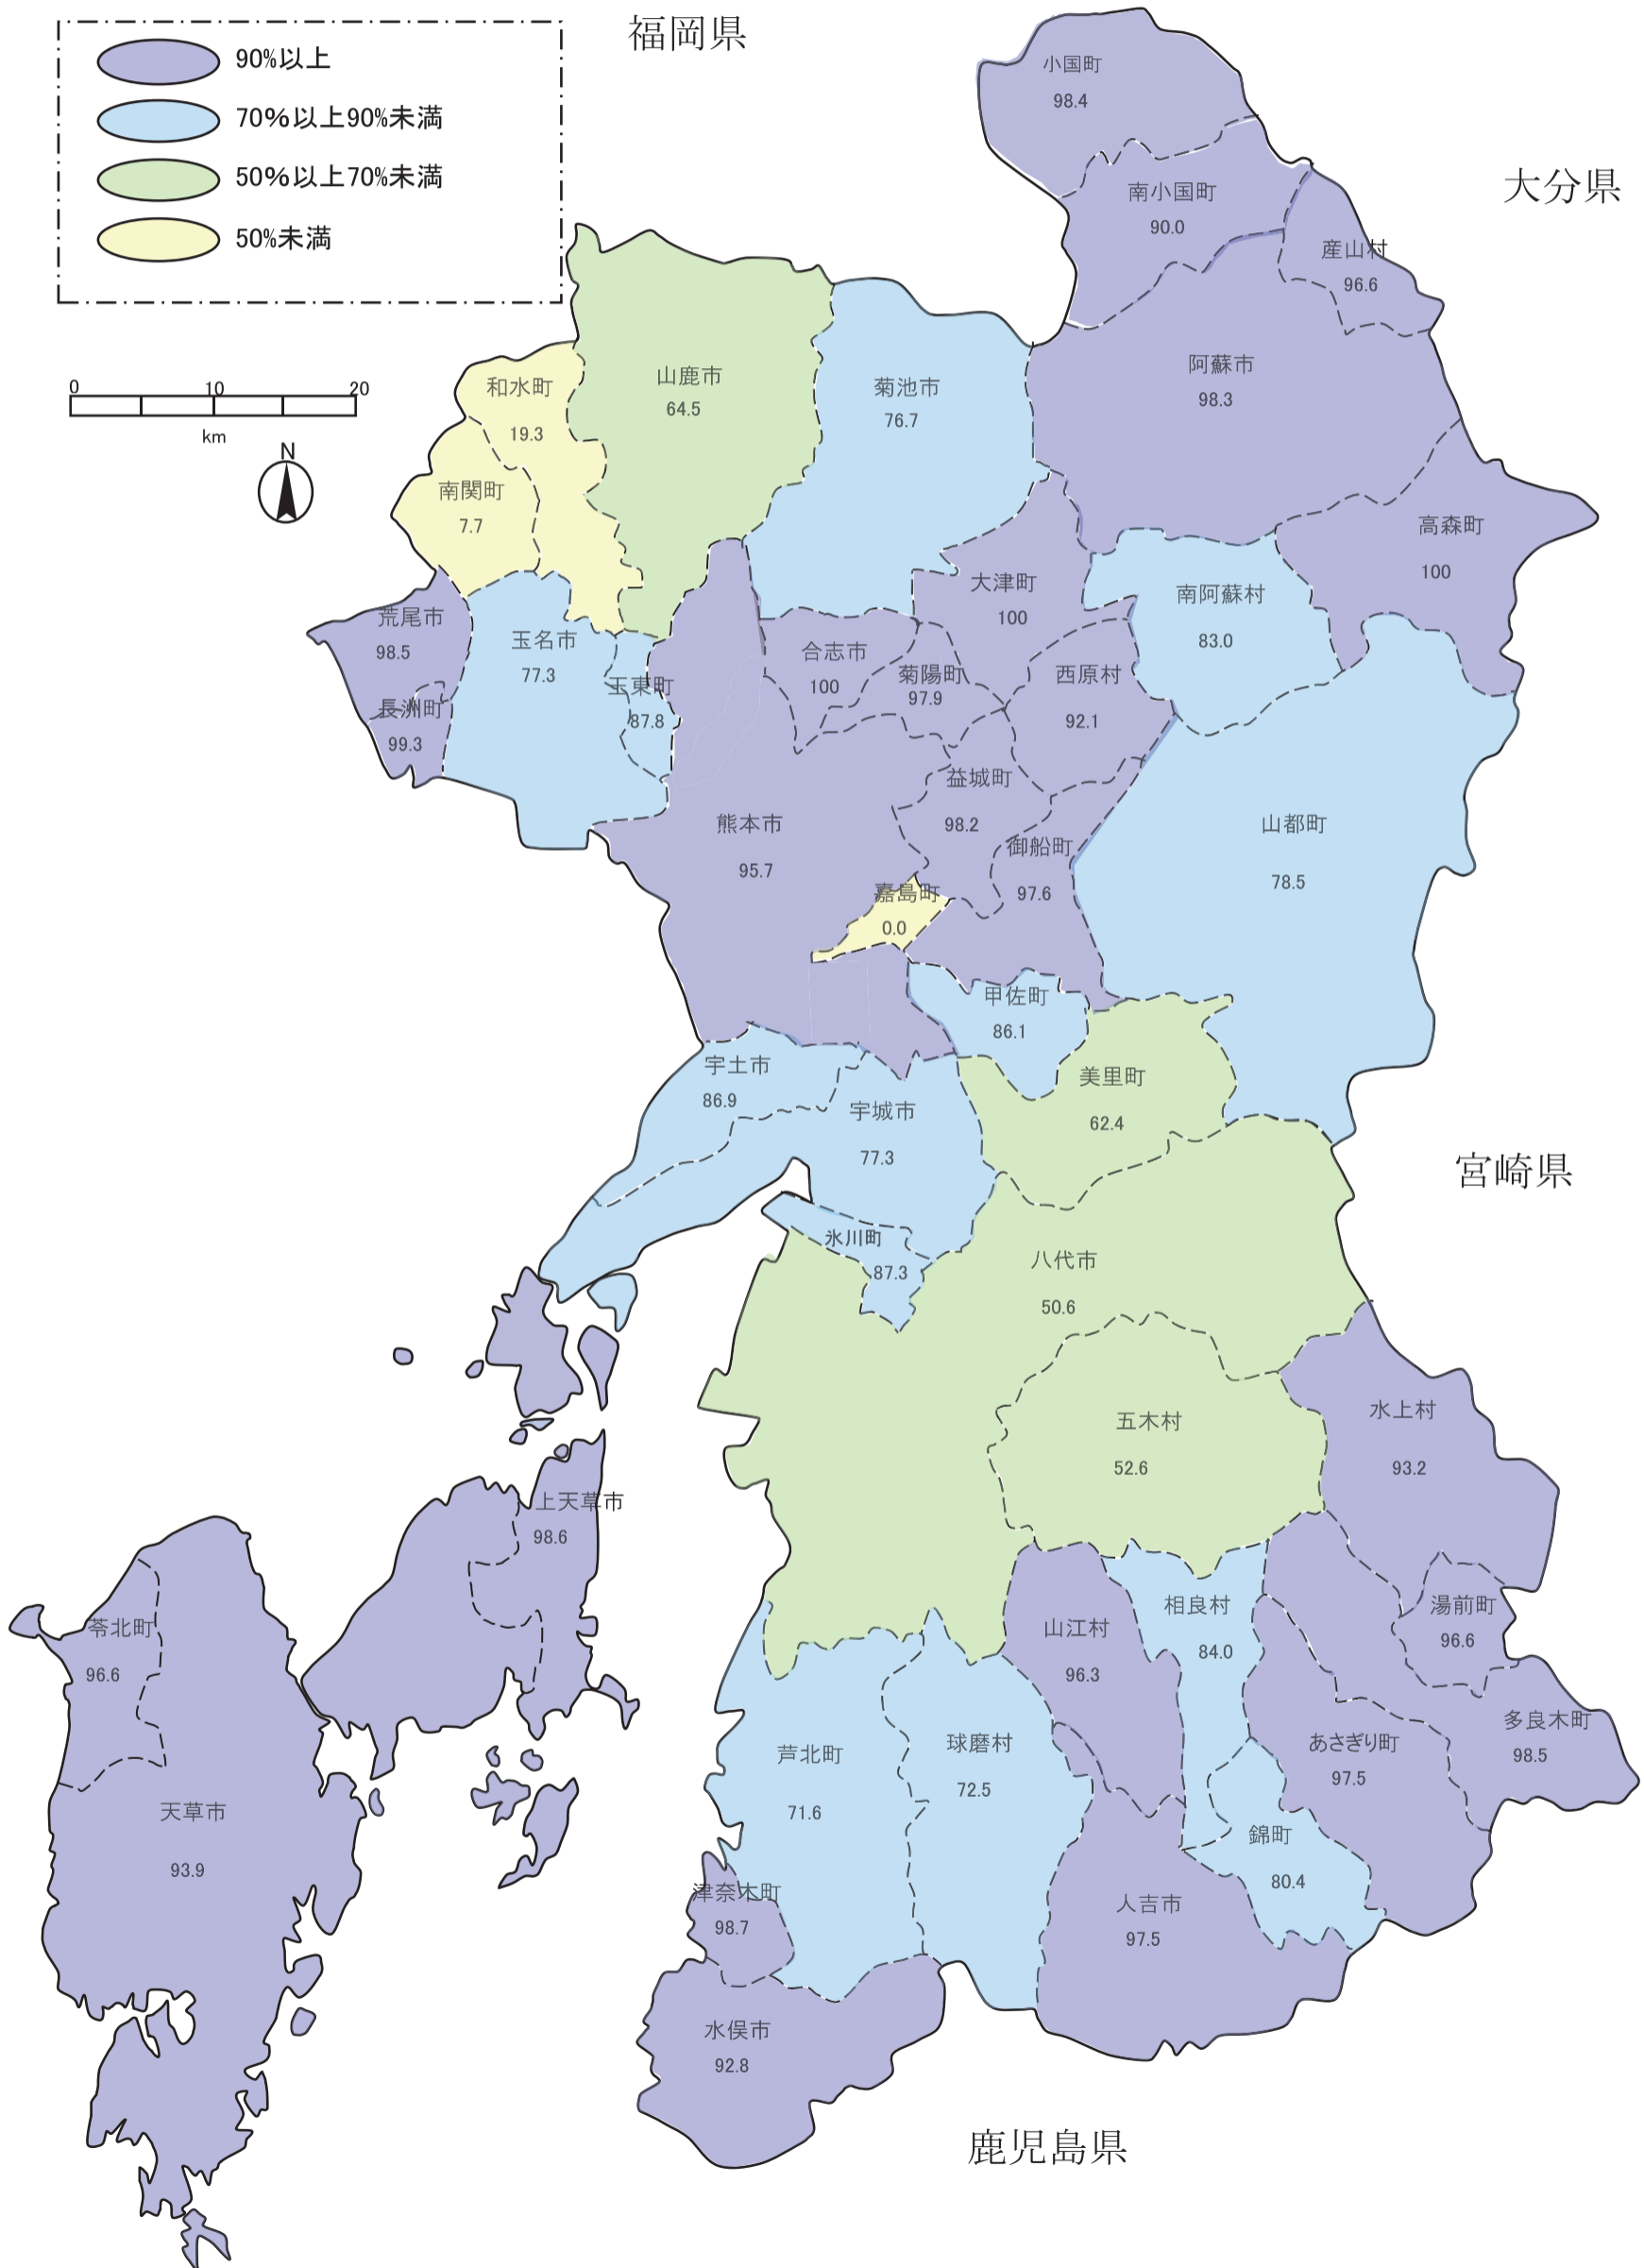 福岡県
90%以上
70%以上90%未満
50%以上70%未満
50%未満
小国町
98.4
大分県
南小国町
90.0
産山村
96.6
0 10 20
km
N
和水町
19.3
山鹿市
64.5
菊池市
76.7
阿蘇市
98.3
南関町
7.7
高森町
100
荒尾市
98.5
玉名市
77.3
大津町
100
南阿蘇村
83.0
長洲町
99.3
玉東町
87.8
合志市
100
菊陽町
97.9
西原村
92.1
熊本市
95.7
益城町
98.2
御船町
97.6
山都町
78.5
嘉島町
0.0
甲佐町
86.1
宇土市
86.9
宇城市
77.3
美里町
62.4
宮崎県
氷川町
87.3
八代市
50.6
五木村
52.6
水上村
93.2
上天草市
98.6
苓北町
96.6
山江村
96.3
相良村
84.0
湯前町
96.6
天草市
93.9
芦北町
71.6
球磨村
72.5
あさぎり町
97.5
多良木町
98.5
錦町
80.4
津奈木町
98.7
人吉市
97.5
水俣市
92.8
鹿児島県